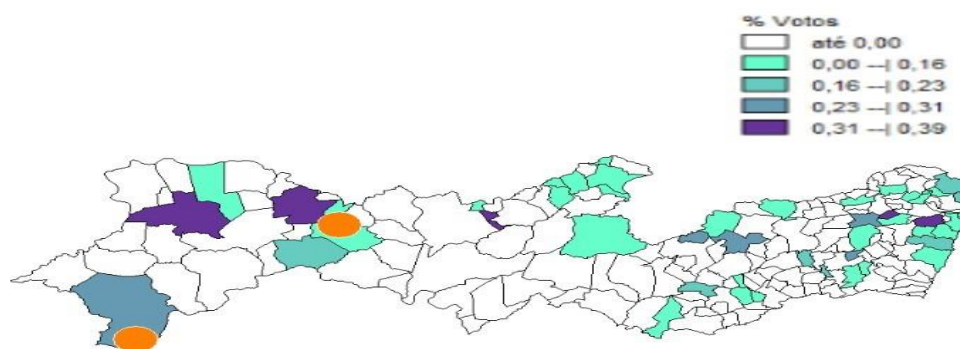 % Votos
até 0,00
0,00 --| 0,16
0,16 --| 0,23
0,23 --| 0,31
0,31 --| 0,39